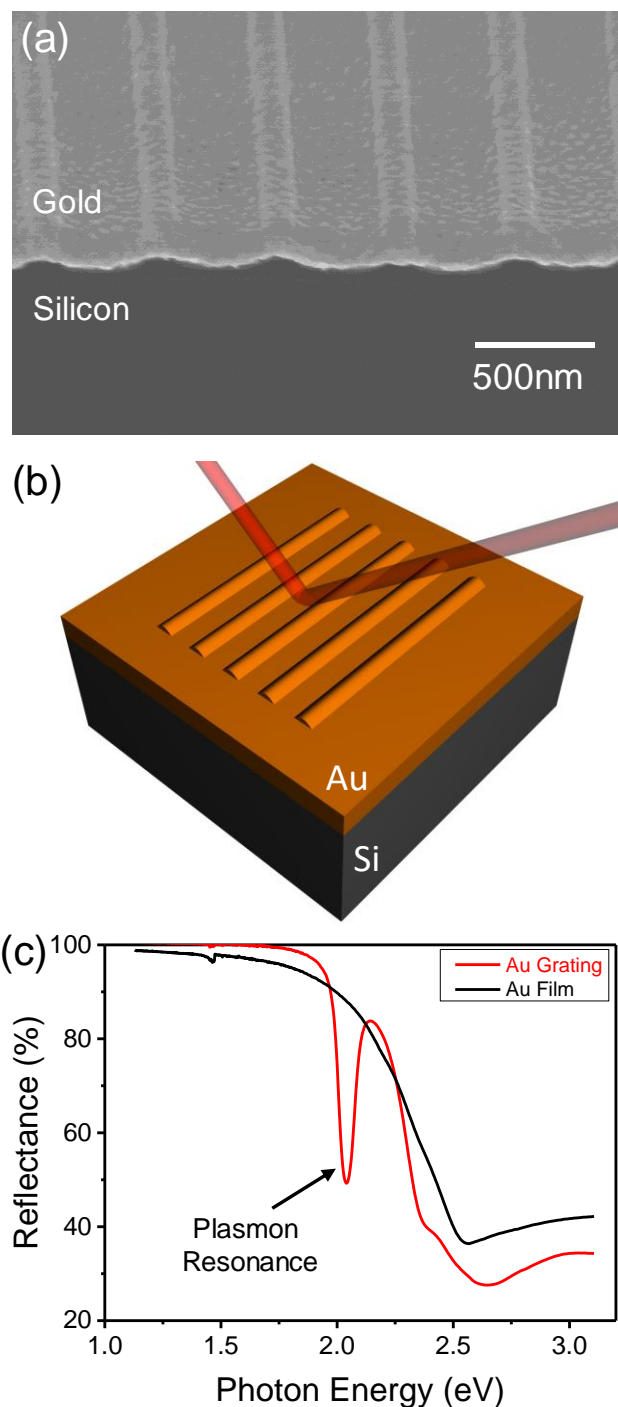 (a)
Gold
Silicon
500nm
(b)
Au
Si
(c)
100
80
60
40
20
Reflectance (%)
Au Grating
Au Film
Plasmon
Resonance
1.0
1.5
2.0
2.5
3.0
Photon Energy (eV)